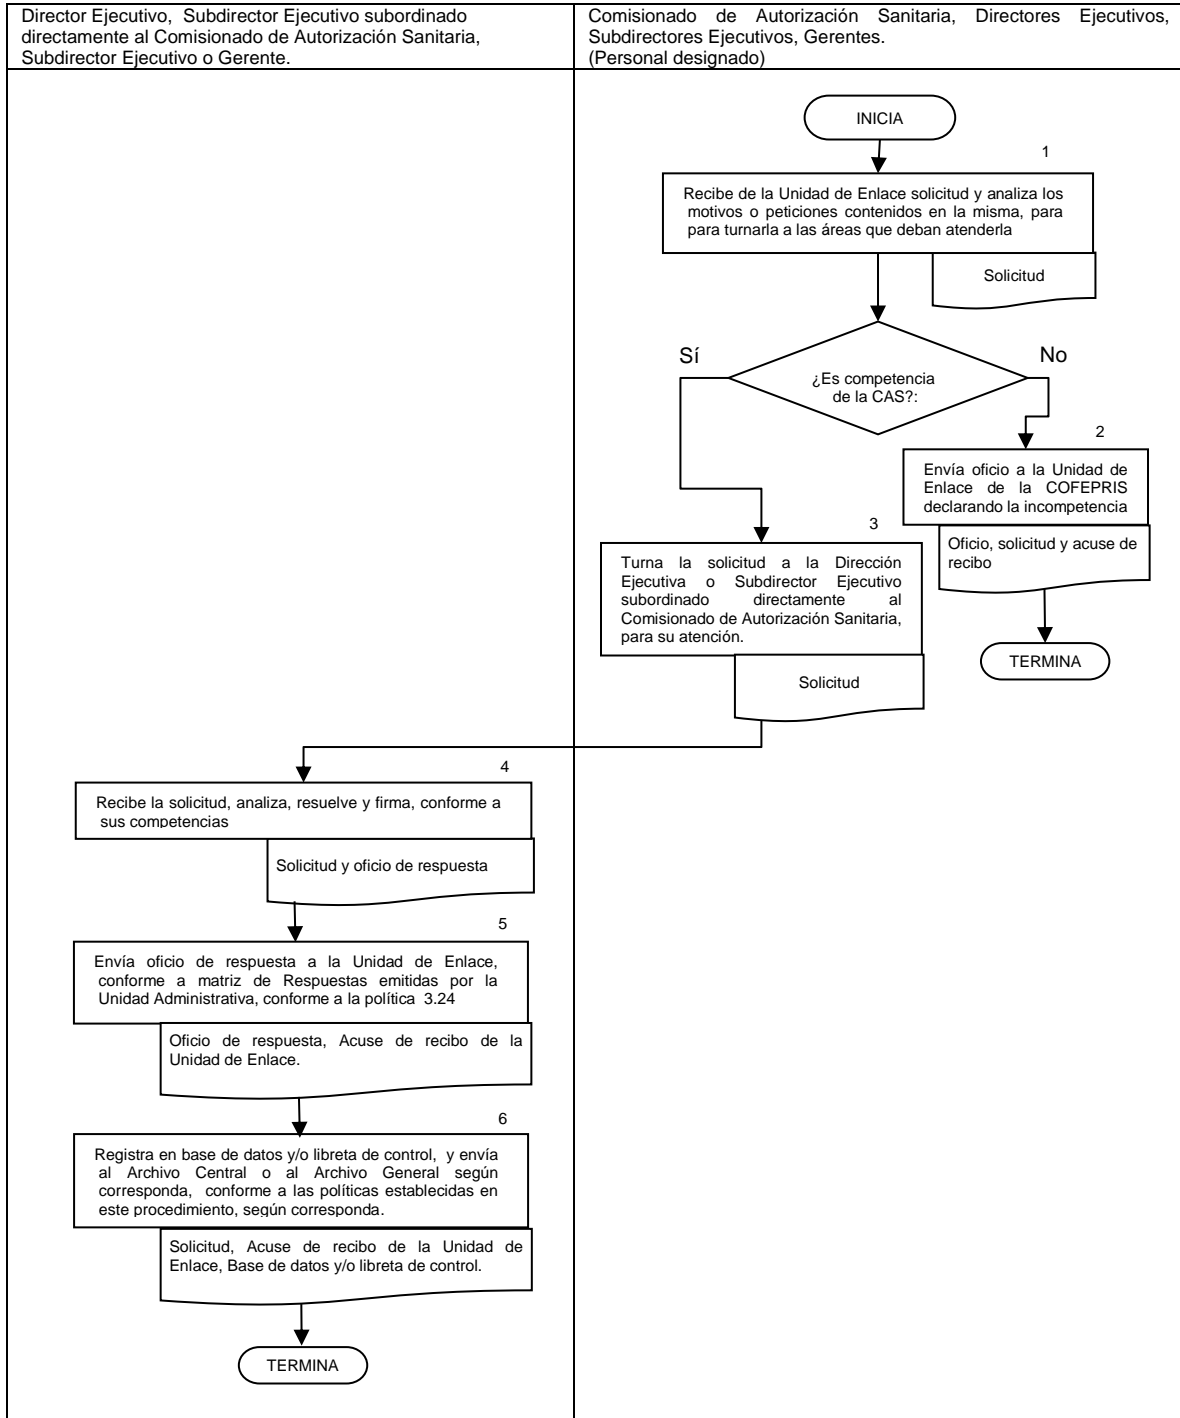 Director Ejecutivo, Subdirector Ejecutivo subordinado
directamente al Comisionado de Autorización Sanitaria,
Subdirector Ejecutivo o Gerente.
Comisionado de Autorización Sanitaria, Directores Ejecutivos,
Subdirectores Ejecutivos, Gerentes.
(Personal designado)
INICIA
1
Recibe de la Unidad de Enlace solicitud y analiza los
motivos o peticiones contenidos en la misma, para
para turnarla a las áreas que deban atenderla
Solicitud
Sí
No
¿Es competencia
de la CAS?:
2
Envía oficio a la Unidad de
Enlace de la COFEPRIS
declarando la incompetencia
Oficio, solicitud y acuse de
recibo
TERMINA
3
Turna la solicitud a la Dirección
Ejecutiva o Subdirector Ejecutivo
subordinado directamente al
Comisionado de Autorización Sanitaria,
para su atención.
Solicitud
4
Recibe la solicitud, analiza, resuelve y firma, conforme a
sus competencias
Solicitud y oficio de respuesta
5
Envía oficio de respuesta a la Unidad de Enlace,
conforme a matriz de Respuestas emitidas por la
Unidad Administrativa, conforme a la política 3.24
Oficio de respuesta, Acuse de recibo de la
Unidad de Enlace.
6
Registra en base de datos y/o libreta de control, y envía
al Archivo Central o al Archivo General según
corresponda, conforme a las políticas establecidas en
este procedimiento, según corresponda.
Solicitud, Acuse de recibo de la Unidad de
Enlace, Base de datos y/o libreta de control.
TERMINA